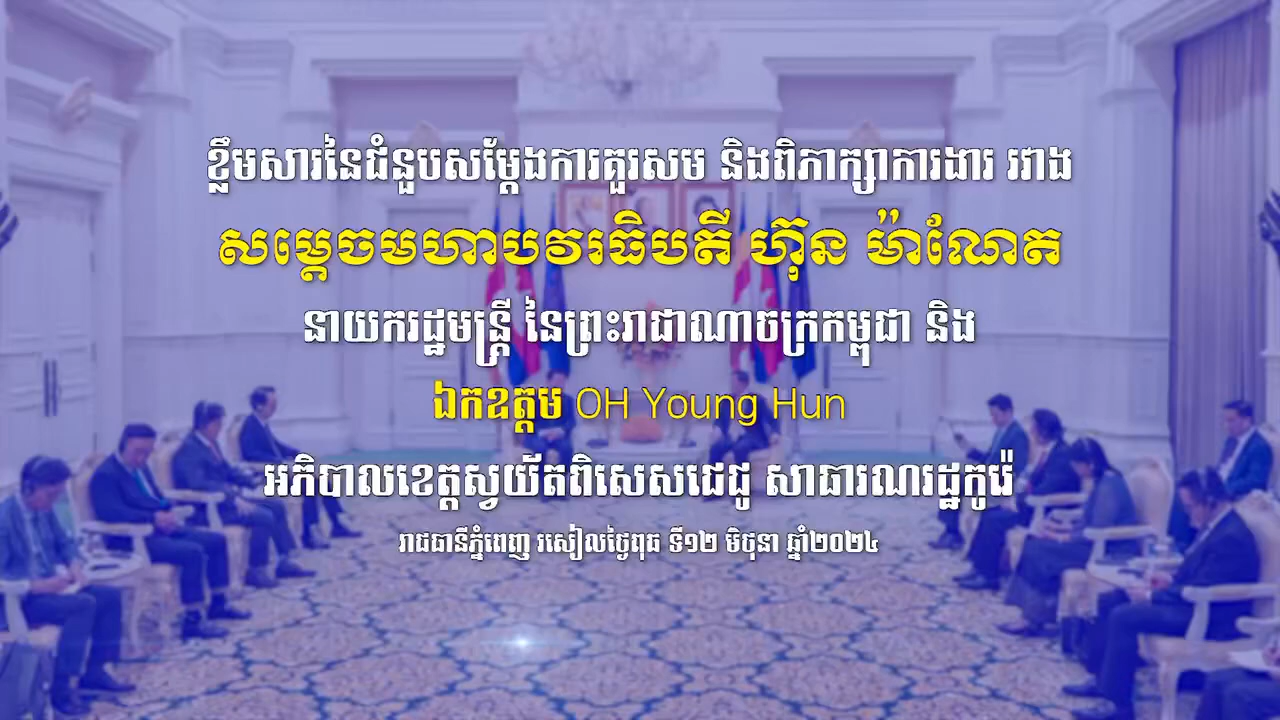 ខ្លឹមសារនៃជំនួបសម្តែងការគួរសម និងពិភាក្សាការងារ រវាង
សម្តេចមហាបវរធិបតី ហ៊ុន ម៉ាណែត
នាយករដ្ឋមន្ត្រី នៃព្រះរាជាណាចក្រកម្ពុជា និង
ឯកឧត្តម OH Young Hun
អភិបាលខេត្តស្វយ័តពិសេសជេជូ សាធារណរដ្ឋកូរ៉េ
រាជធានីភ្នំពេញ រសៀលថ្ងៃពុធ ទី១២ មិថុនា ឆ្នាំ២០២៤